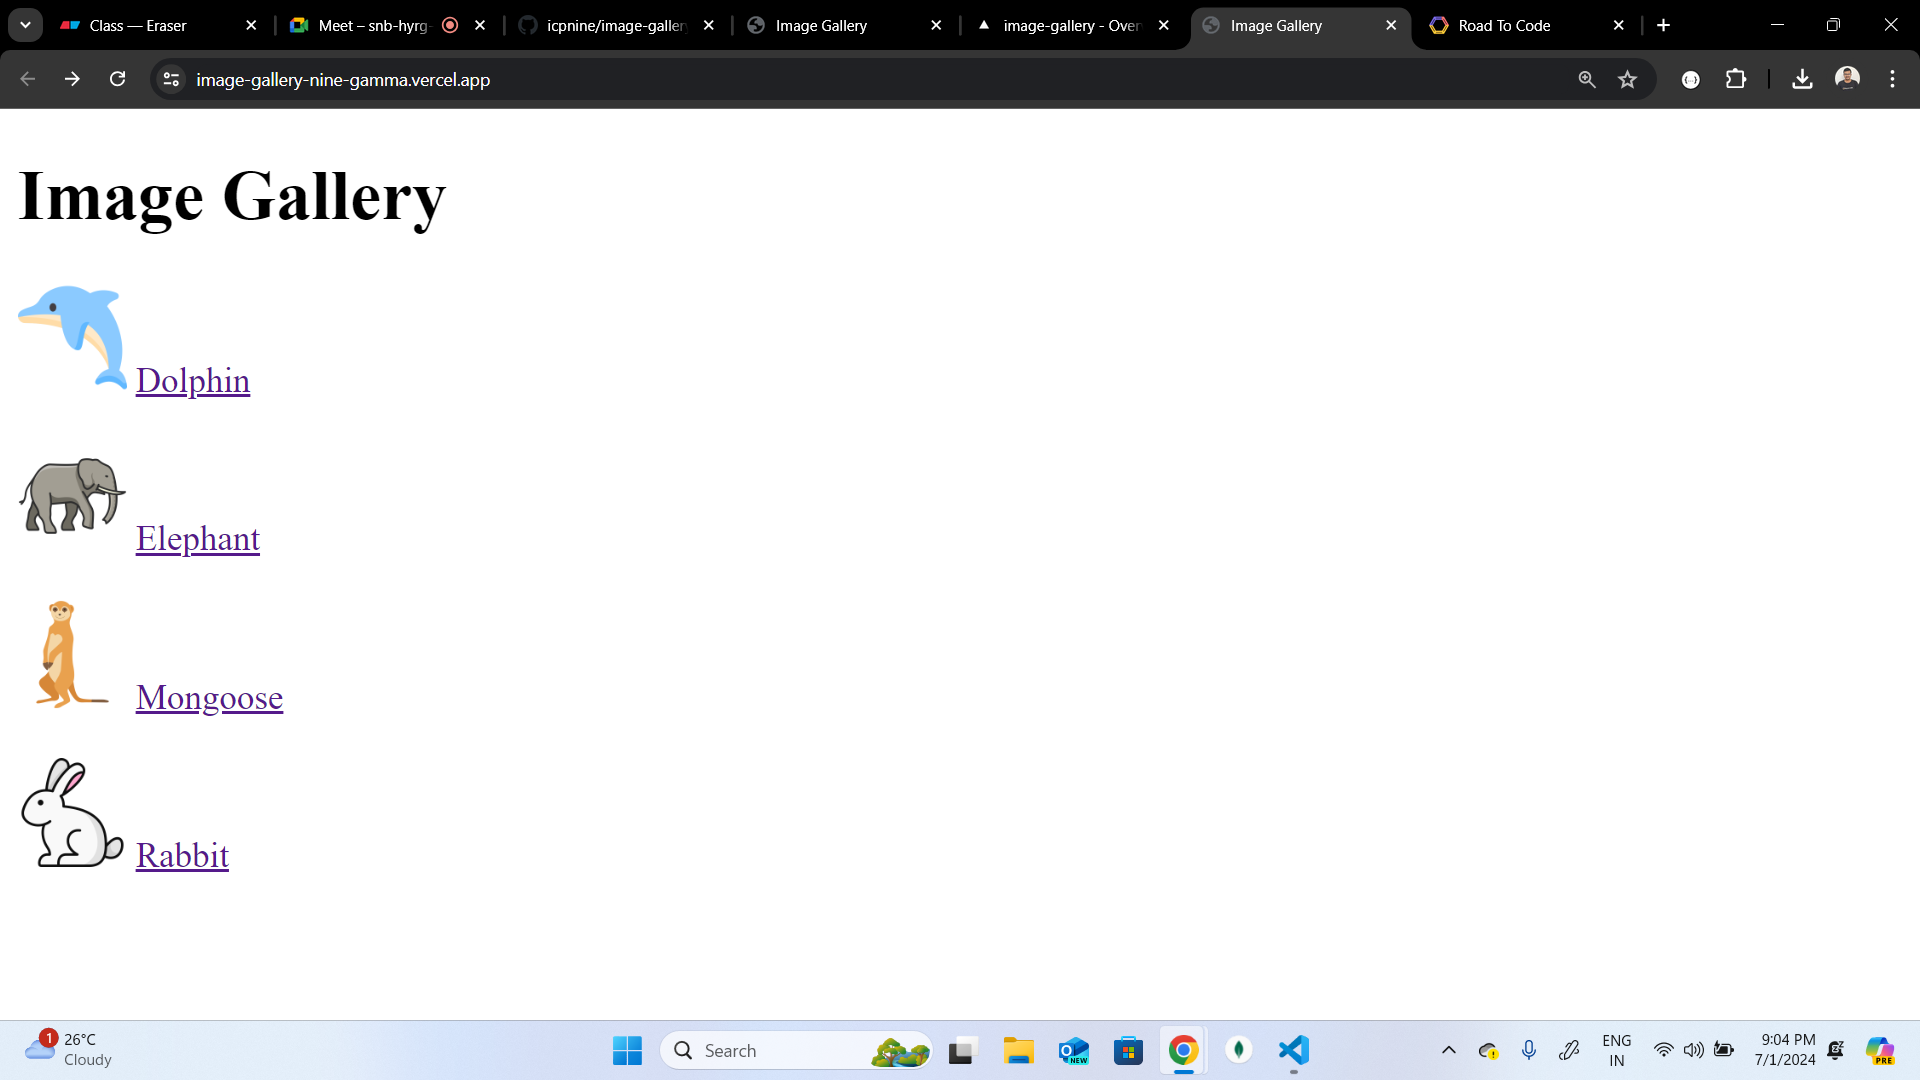 Class — Eraser
Meet – snb-hyrg-
icpnine/image-galler
Image Gallery
image-gallery - Over
Image Gallery
Road To Code
image-gallery-nine-gamma.vercel.app
Image Gallery
Dolphin
Elephant
Mongoose
Rabbit
1
26°C
Cloudy
Search
NEW
ENG
IN
9:04 PM
7/1/2024
PRE